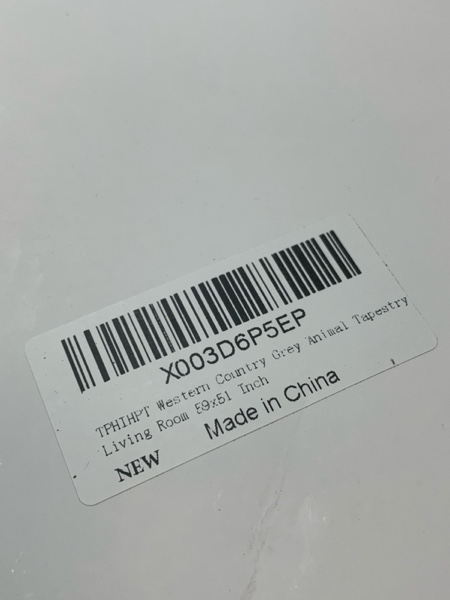 X003D6P5EP
TPHIHPT Western Country Grey Animal Tapestry
Living Room 59x51 Inch
NEW
Made in China